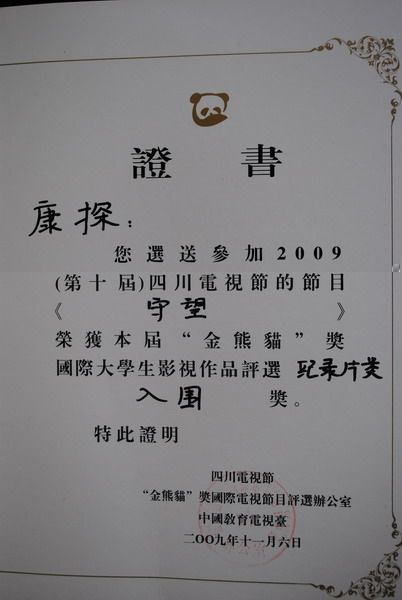 證書
康探：
您選送參加2009
(第十屆)四川電視節的節目
《守望》
榮獲本屆“金熊貓”獎
國際大學生影視作品評選 纪录片类
入围 獎。
特此證明
四川電視節
“金熊貓”獎國際電視節目評選辦公室
中國教育電視臺
二〇〇九年十一月六日